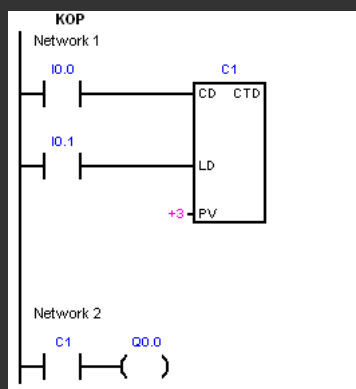 KOP
Network 1
I0.0
C1
CD CTD
I0.1
LD
+3 PV
Network 2
C1 Q0.0